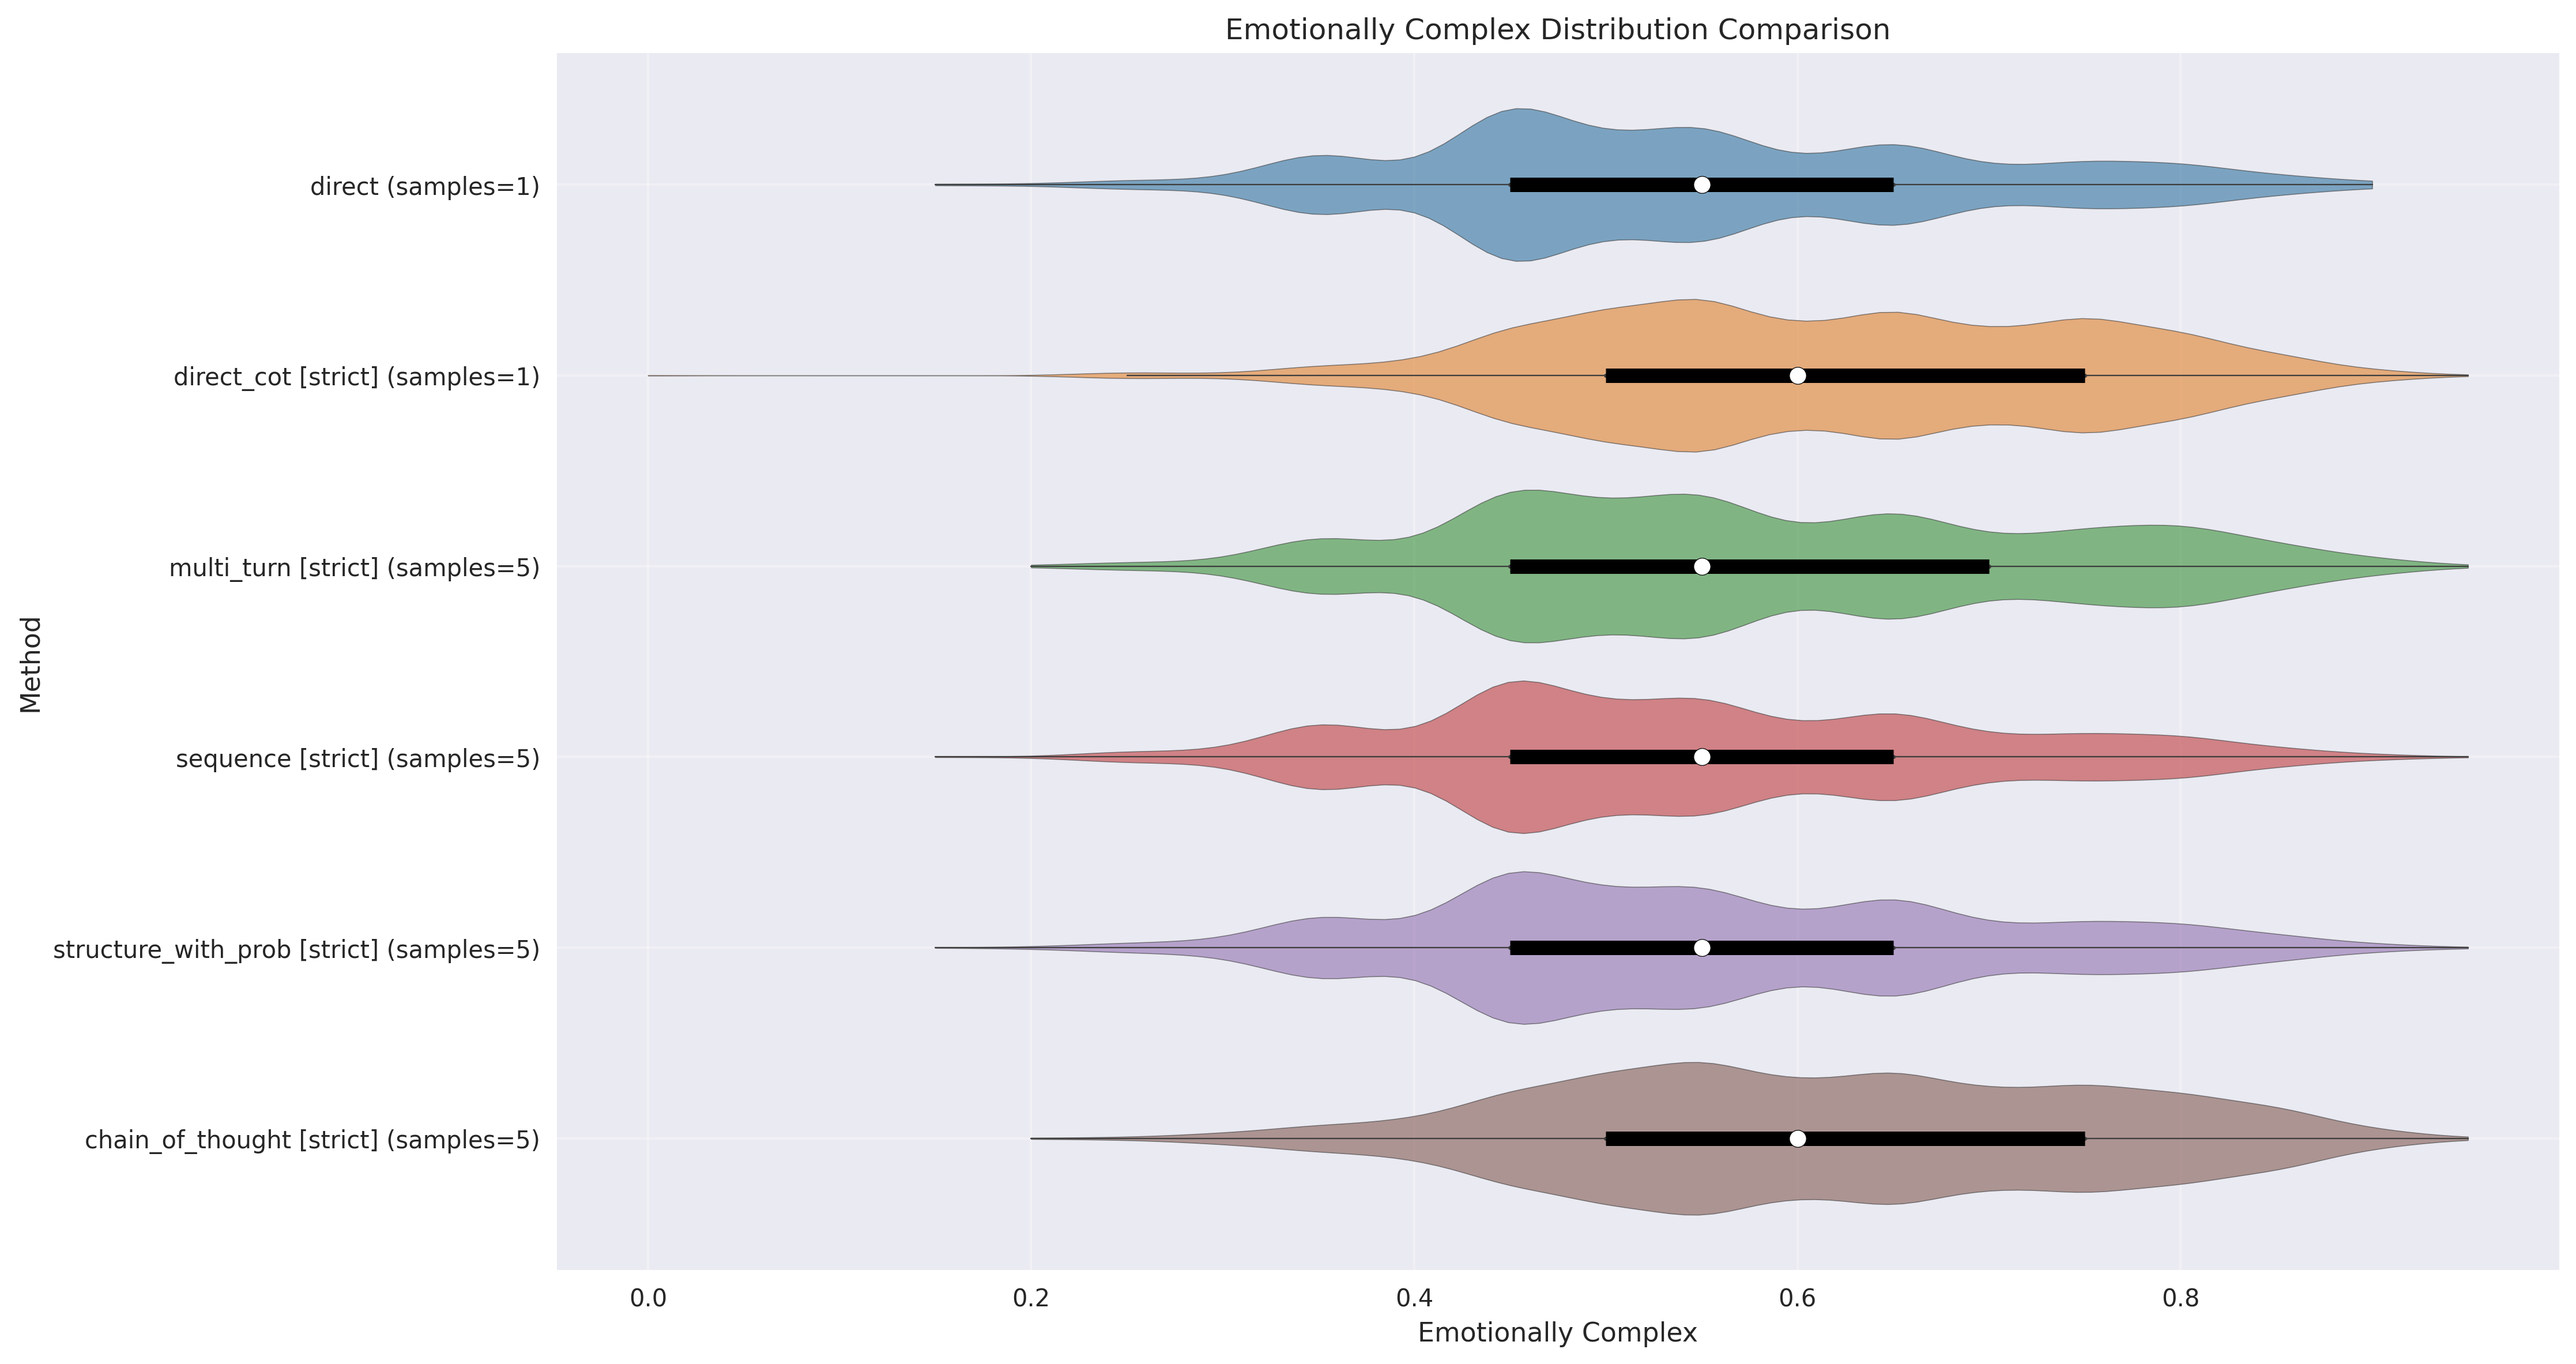 Emotionally Complex Distribution Comparison
Method
direct (samples=1)
direct_cot [strict] (samples=1)
multi_turn [strict] (samples=5)
sequence [strict] (samples=5)
structure_with_prob [strict] (samples=5)
chain_of_thought [strict] (samples=5)
0.0 0.2 0.4 0.6 0.8
Emotionally Complex